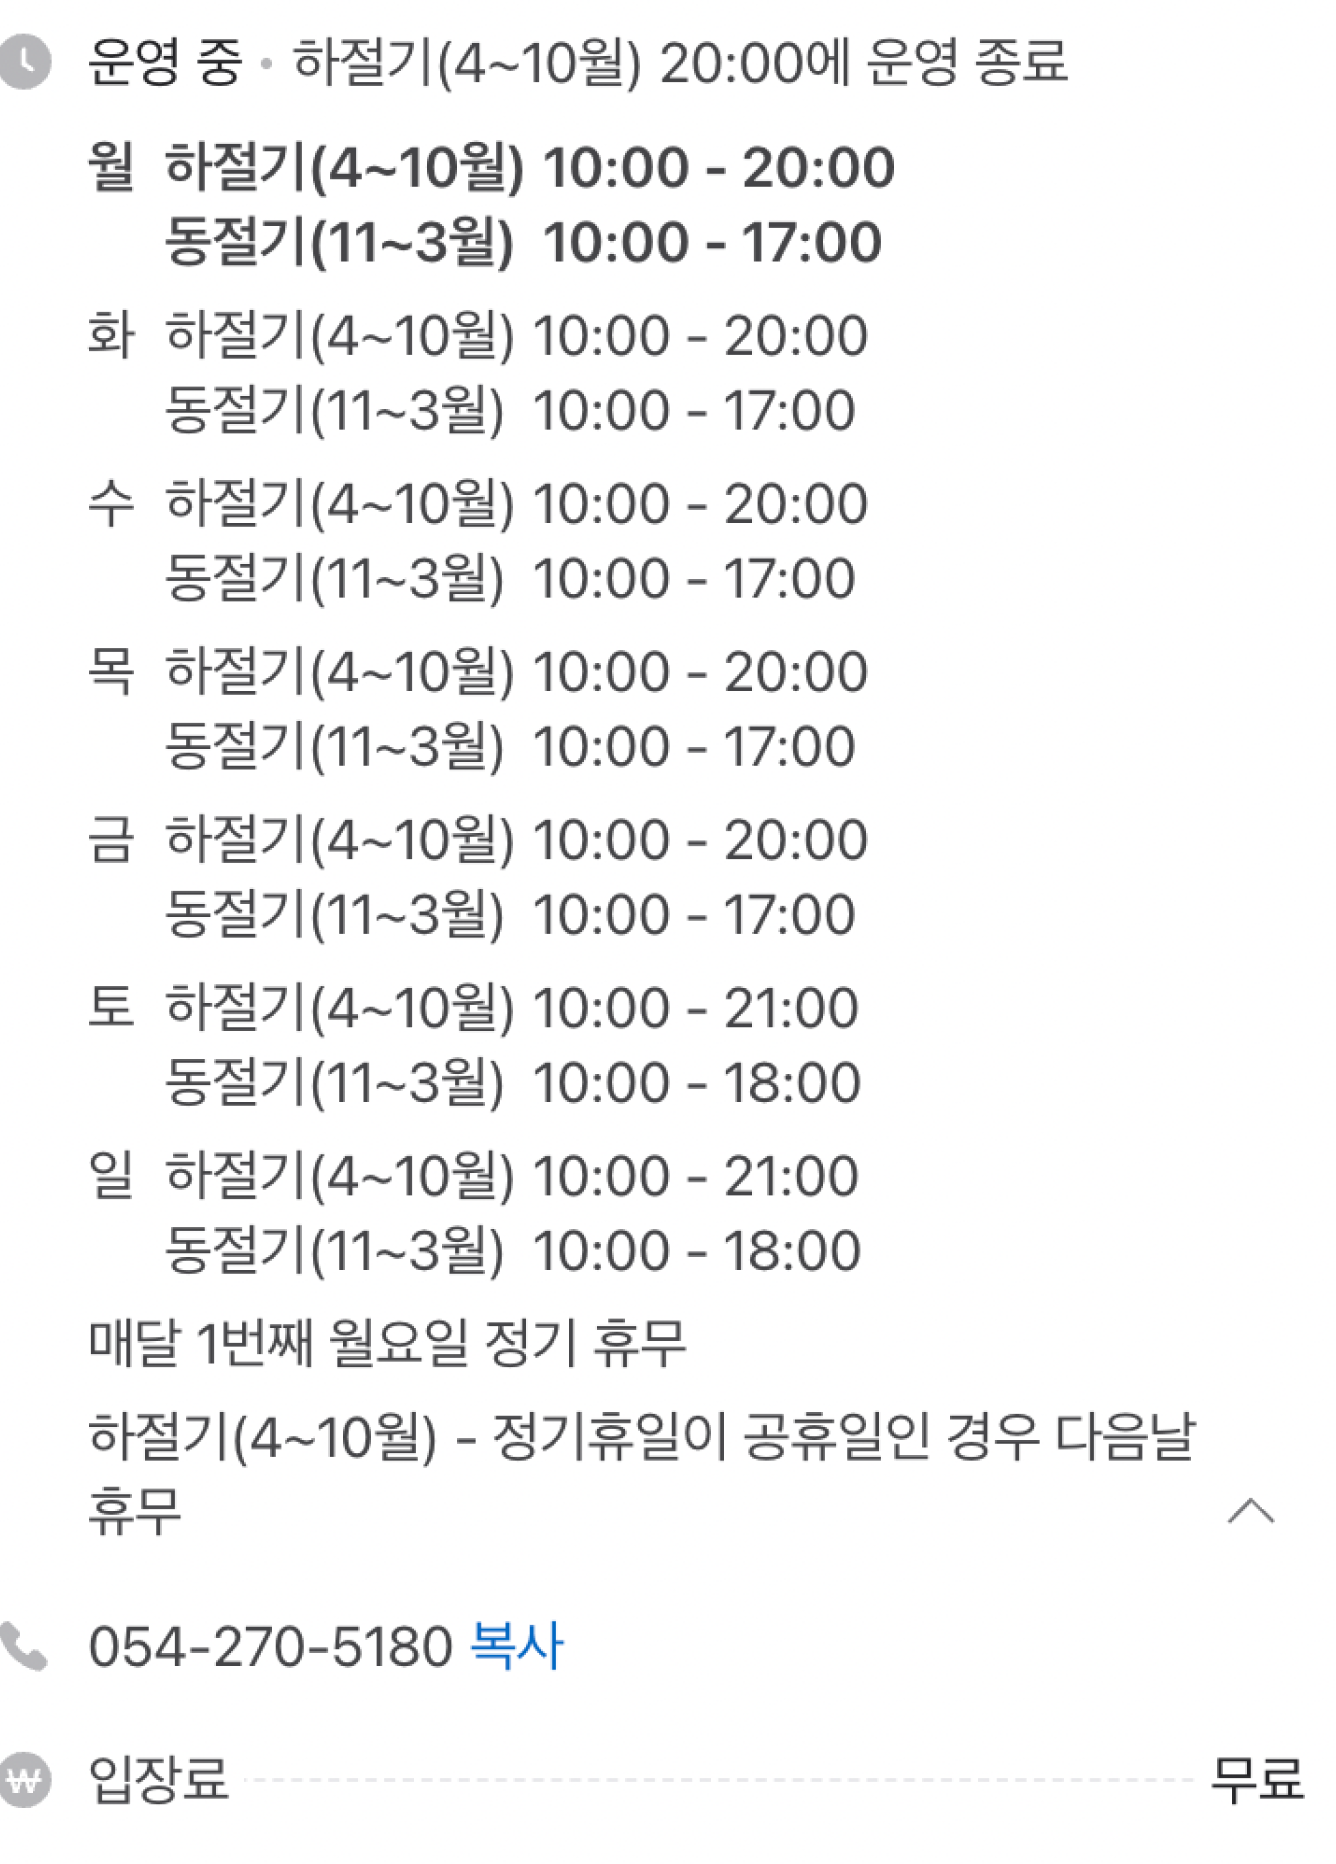 운영 중 · 하절기(4~10월) 20:00에 운영 종료
월 하절기(4~10월) 10:00 - 20:00
동절기(11~3월) 10:00 - 17:00
화 하절기(4~10월) 10:00 - 20:00
동절기(11~3월) 10:00 - 17:00
수 하절기(4~10월) 10:00 - 20:00
동절기(11~3월) 10:00 - 17:00
목 하절기(4~10월) 10:00 - 20:00
동절기(11~3월) 10:00 - 17:00
금 하절기(4~10월) 10:00 - 20:00
동절기(11~3월) 10:00 - 17:00
토 하절기(4~10월) 10:00 - 21:00
동절기(11~3월) 10:00 - 18:00
일 하절기(4~10월) 10:00 - 21:00
동절기(11~3월) 10:00 - 18:00
매달 1번째 월요일 정기 휴무
하절기(4~10월) - 정기휴일이 공휴일인 경우 다음날
휴무
054-270-5180 복사
₩ 입장료 무료